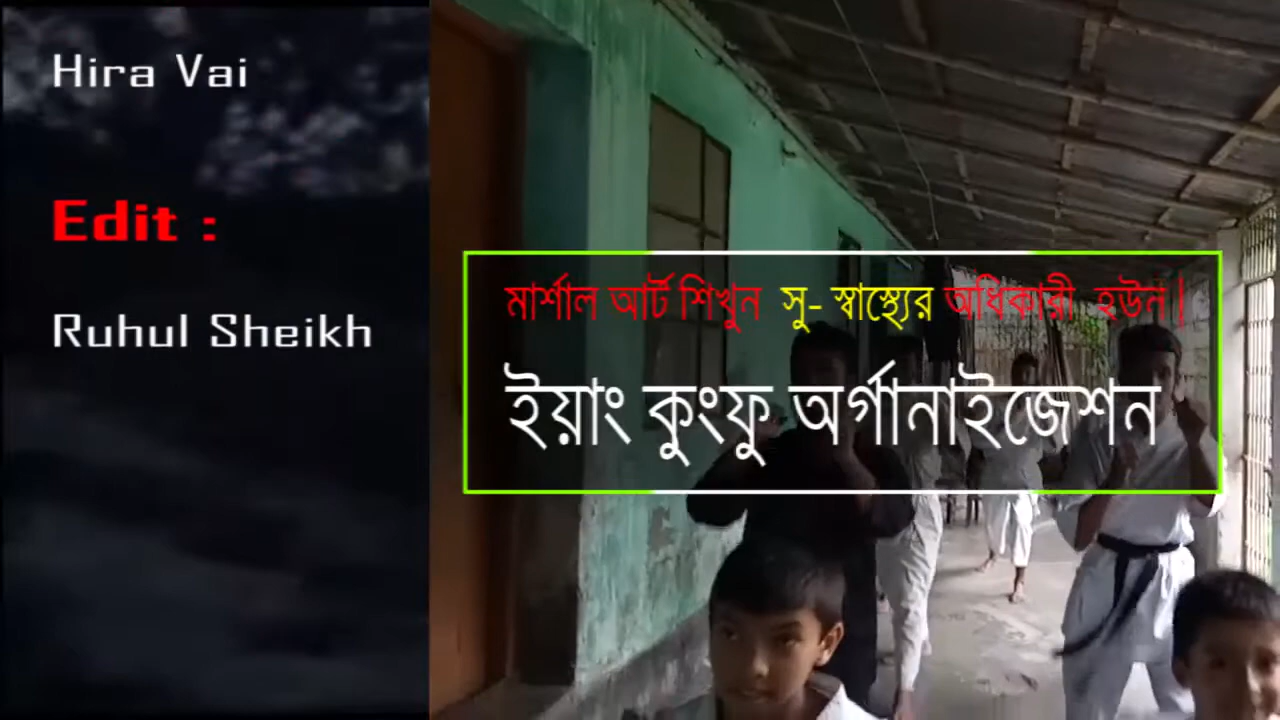 Hira Vai
Edit :
Ruhul Sheikh
মার্শাল আর্ট শিখুন সু- স্বাস্থ্যের অধিকারী হউন|
ইয়াং কুংফু অর্গানাইজেশন